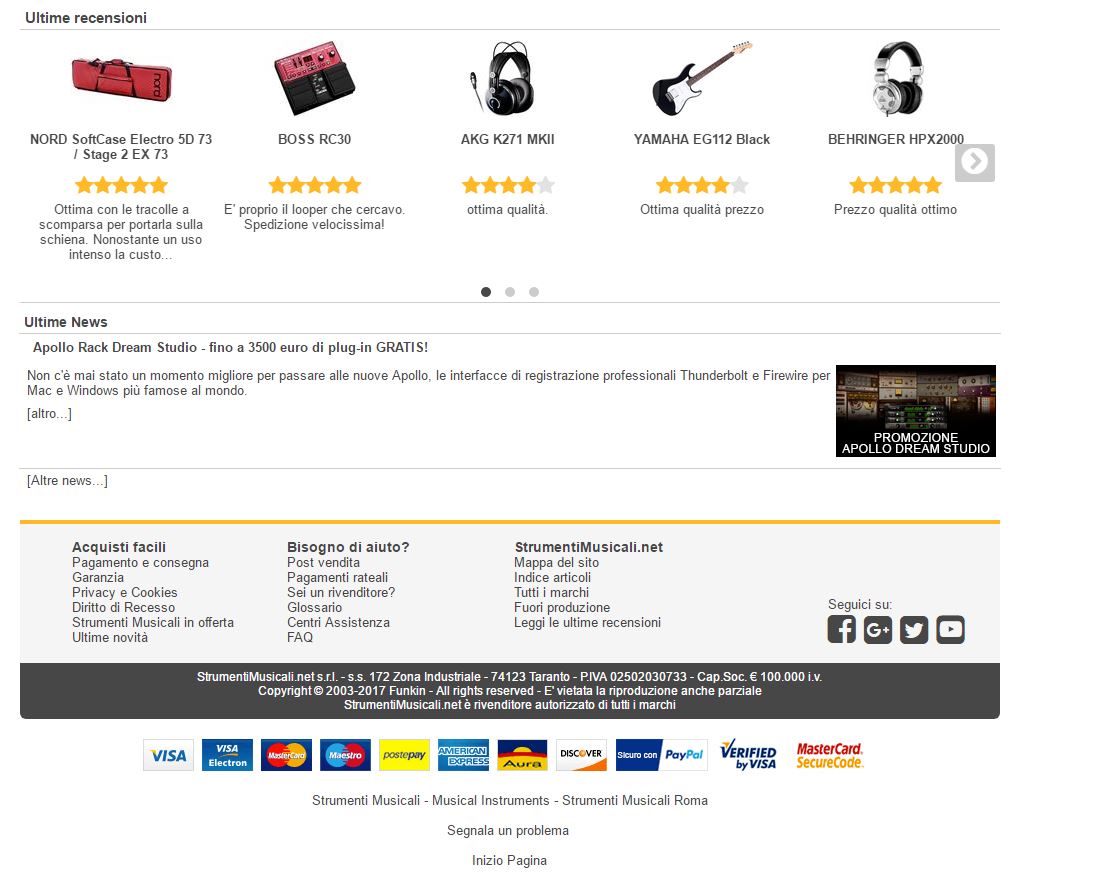 Ultime recensioni
nord
NORD SoftCase Electro 5D 73
/ Stage 2 EX 73
BOSS RC30
AKG K271 MKII
YAMAHA EG112 Black
BEHRINGER HPX2000
Ottima con le tracolle a
scomparsa per portarla sulla
schiena. Nonostante un uso
intenso la custo...
E' proprio il looper che cercavo.
Spedizione velocissima!
ottima qualità.
Ottima qualità prezzo
Prezzo qualità ottimo
Ultime News
Apollo Rack Dream Studio - fino a 3500 euro di plug-in GRATIS!
Non c'è mai stato un momento migliore per passare alle nuove Apollo, le interfacce di registrazione professionali Thunderbolt e Firewire per
Mac e Windows più famose al mondo.
[altro...]
PROMOZIONE
APOLLO DREAM STUDIO
[Altre news...]
Acquisti facili
Pagamento e consegna
Garanzia
Privacy e Cookies
Diritto di Recesso
Strumenti Musicali in offerta
Ultime novità
Bisogno di aiuto?
Post vendita
Pagamenti rateali
Sei un rivenditore?
Glossario
Centri Assistenza
FAQ
StrumentiMusicali.net
Mappa del sito
Indice articoli
Tutti i marchi
Fuori produzione
Leggi le ultime recensioni
Seguici su:
StrumentiMusicali.net s.r.l. - s.s. 172 Zona Industriale - 74123 Taranto - P.IVA 02502030733 - Cap.Soc. € 100.000 i.v.
Copyright © 2003-2017 Funkin - All rights reserved - E' vietata la riproduzione anche parziale
StrumentiMusicali.net è rivenditore autorizzato di tutti i marchi
VISA
VISA
Electron
MasterCard
Maestro
postepay
AMERICAN
EXPRESS
Aura
DISCOVER
Sicuro con PayPal
VERIFIED
by VISA
MasterCard.
SecureCode.
Strumenti Musicali - Musical Instruments - Strumenti Musicali Roma
Segnala un problema
Inizio Pagina